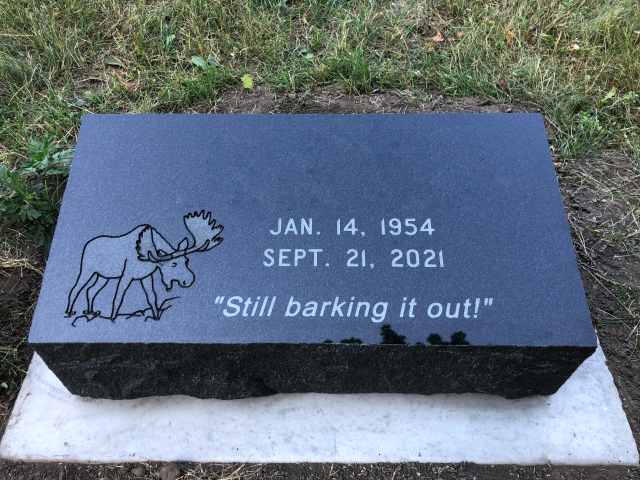 JAN. 14, 1954
SEPT. 21, 2021
"Still barking it out!"